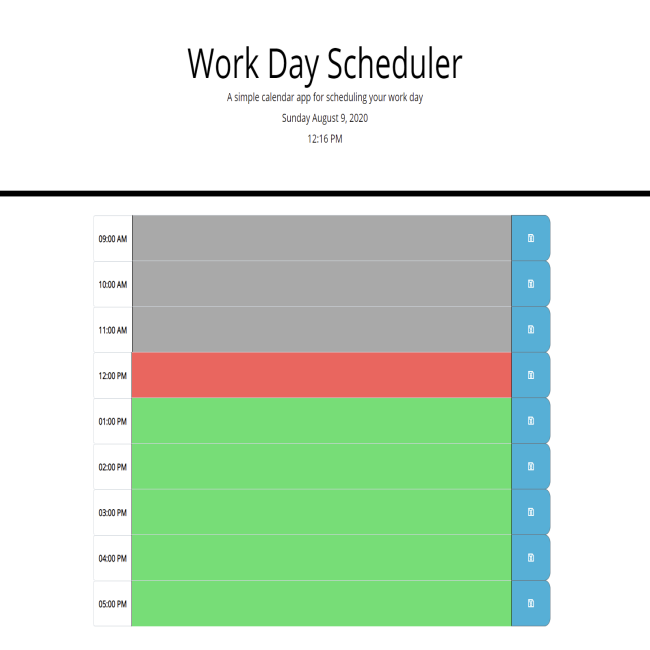 Work Day Scheduler
A simple calendar app for scheduling your work day
Sunday August 9, 2020
12:16 PM
09:00 AM
10:00 AM
11:00 AM
12:00 PM
01:00 PM
02:00 PM
03:00 PM
04:00 PM
05:00 PM